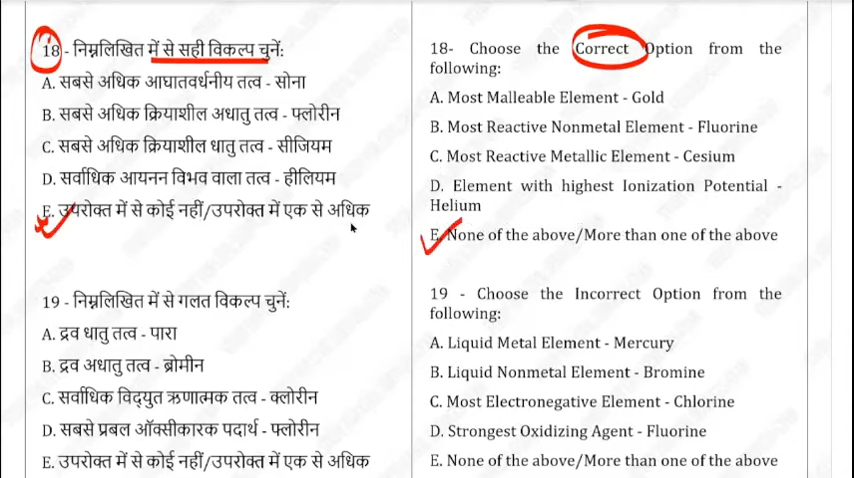 18 - निम्नलिखित में से सही विकल्प चुनें:
A. सबसे अधिक आघातवर्धनीय तत्व - सोना
B. सबसे अधिक क्रियाशील अधातु तत्व - फ्लोरीन
C. सबसे अधिक क्रियाशील धातु तत्व - सीजियम
D. सर्वाधिक आयनन विभव वाला तत्व - हीलियम
E. उपरोक्त में से कोई नहीं/उपरोक्त में एक से अधिक
19 - निम्नलिखित में से गलत विकल्प चुनें:
A. द्रव धातु तत्व - पारा
B. द्रव अधातु तत्व - ब्रोमीन
C. सर्वाधिक विद्युत ऋणात्मक तत्व - क्लोरीन
D. सबसे प्रबल ऑक्सीकारक पदार्थ - फ्लोरीन
E. उपरोक्त में से कोई नहीं/उपरोक्त में एक से अधिक
18- Choose the Correct Option from the
following:
A. Most Malleable Element - Gold
B. Most Reactive Nonmetal Element - Fluorine
C. Most Reactive Metallic Element - Cesium
D. Element with highest Ionization Potential -
Helium
E. None of the above/More than one of the above
19 - Choose the Incorrect Option from the
following:
A. Liquid Metal Element - Mercury
B. Liquid Nonmetal Element - Bromine
C. Most Electronegative Element - Chlorine
D. Strongest Oxidizing Agent - Fluorine
E. None of the above/More than one of the above